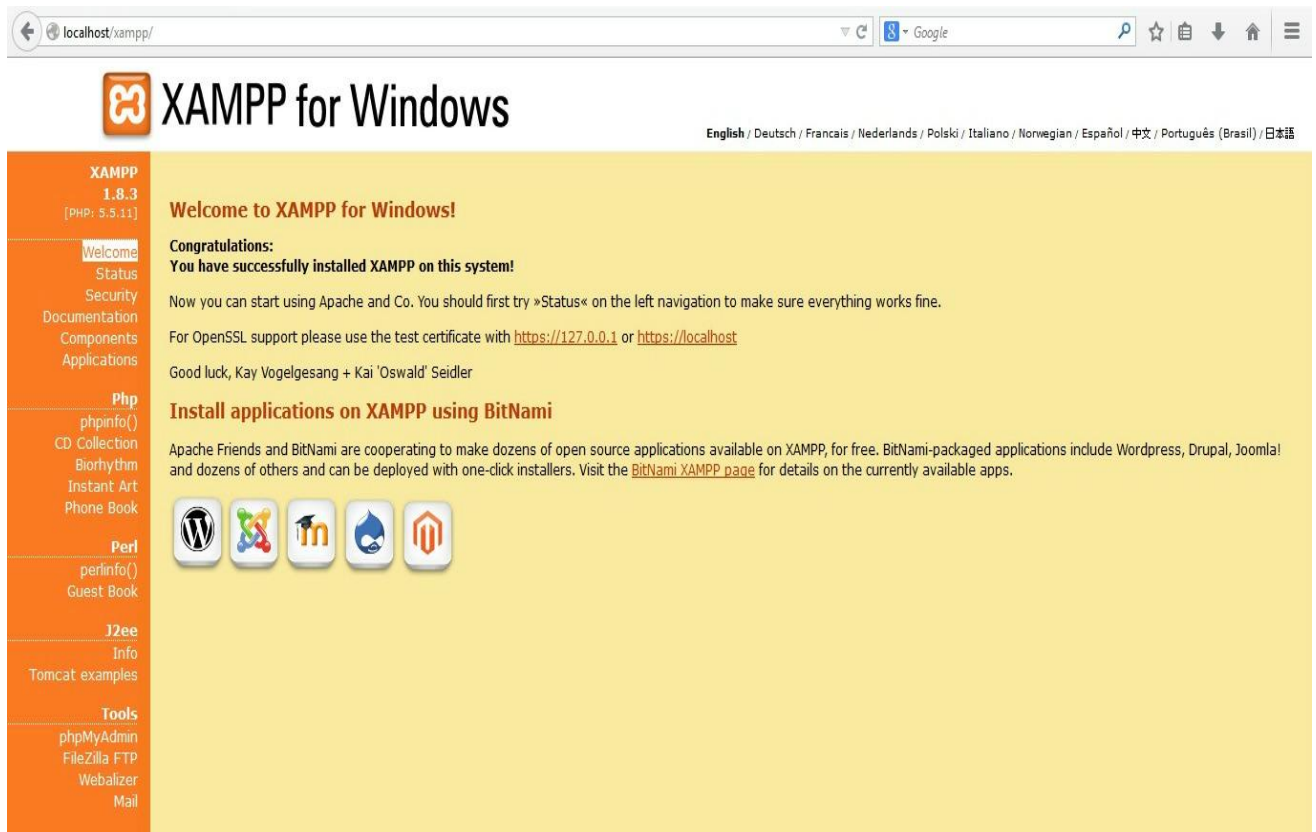 localhost/xampp/
Google
XAMPP for Windows
English / Deutsch / Francais / Nederlands / Polski / Italiano / Norwegian / Español / 中文 / Português (Brasil) / 日本語
XAMPP
1.8.3
[PHP: 5.5.11]
Welcome
Status
Security
Documentation
Components
Applications
Php
phpinfo()
CD Collection
Biorhythm
Instant Art
Phone Book
Perl
perlinfo()
Guest Book
J2ee
Info
Tomcat examples
Tools
phpMyAdmin
FileZilla FTP
Webalizer
Mail
Welcome to XAMPP for Windows!
Congratulations:
You have successfully installed XAMPP on this system!
Now you can start using Apache and Co. You should first try »Status« on the left navigation to make sure everything works fine.
For OpenSSL support please use the test certificate with https://127.0.0.1 or https://localhost
Good luck, Kay Vogelgesang + Kai 'Oswald' Seidler
Install applications on XAMPP using BitNami
Apache Friends and BitNami are cooperating to make dozens of open source applications available on XAMPP, for free. BitNami-packaged applications include Wordpress, Drupal, Joomla!
and dozens of others and can be deployed with one-click installers. Visit the BitNami XAMPP page for details on the currently available apps.